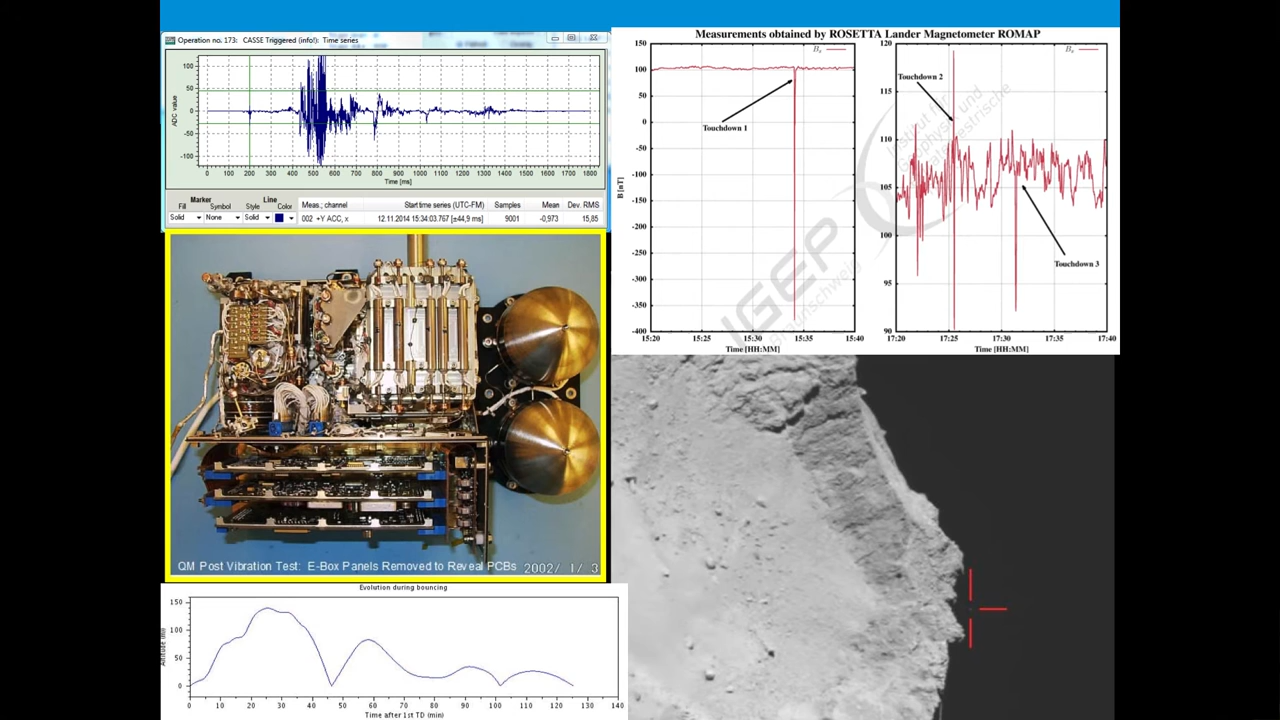 Operation no. 173: CASSE Triggered (info!): Time series
100
50
0
-50
-100
ADC value
0 100 200 300 400 500 600 700 800 900 1000 1100 1200 1300 1400 1500 1600 1700 1800
Time [ms]
Marker
Line
Fill Symbol Style Color
Solid None Solid
Meas.; channel Start time series (UTC-FM) Samples Mean Dev. RMS
002 +Y ACC, x 12.11.2014 15:34:03.767 [±44,9 ms] 9001 -0,973 15,85
Measurements obtained by ROSETTA Lander Magnetometer ROMAP
150
100
50
0
-50
-100
-150
-200
-250
-300
-350
-400
B [nT]
Touchdown 1
15:20 15:25 15:30 15:35 15:40
Time [HH:MM]
120
115
110
105
100
95
90
Touchdown 2
Touchdown 3
17:20 17:25 17:30 17:35 17:40
Time [HH:MM]
IGEP
Braunschweig
QM Post Vibration Test: E-Box Panels Removed to Reveal PCBs 2002/ 1/ 3
Evolution during bouncing
150
100
50
0
Altitude (m)
0 10 20 30 40 50 60 70 80 90 100 110 120 130 140
Time after 1st TD (min)